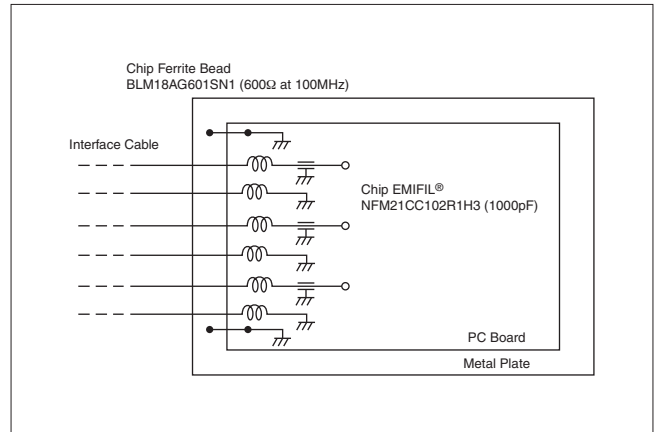 Chip Ferrite Bead
BLM18AG601SN1 (600Ω at 100MHz)
Interface Cable
Chip EMIFIL®
NFM21CC102R1H3 (1000pF)
PC Board
Metal Plate